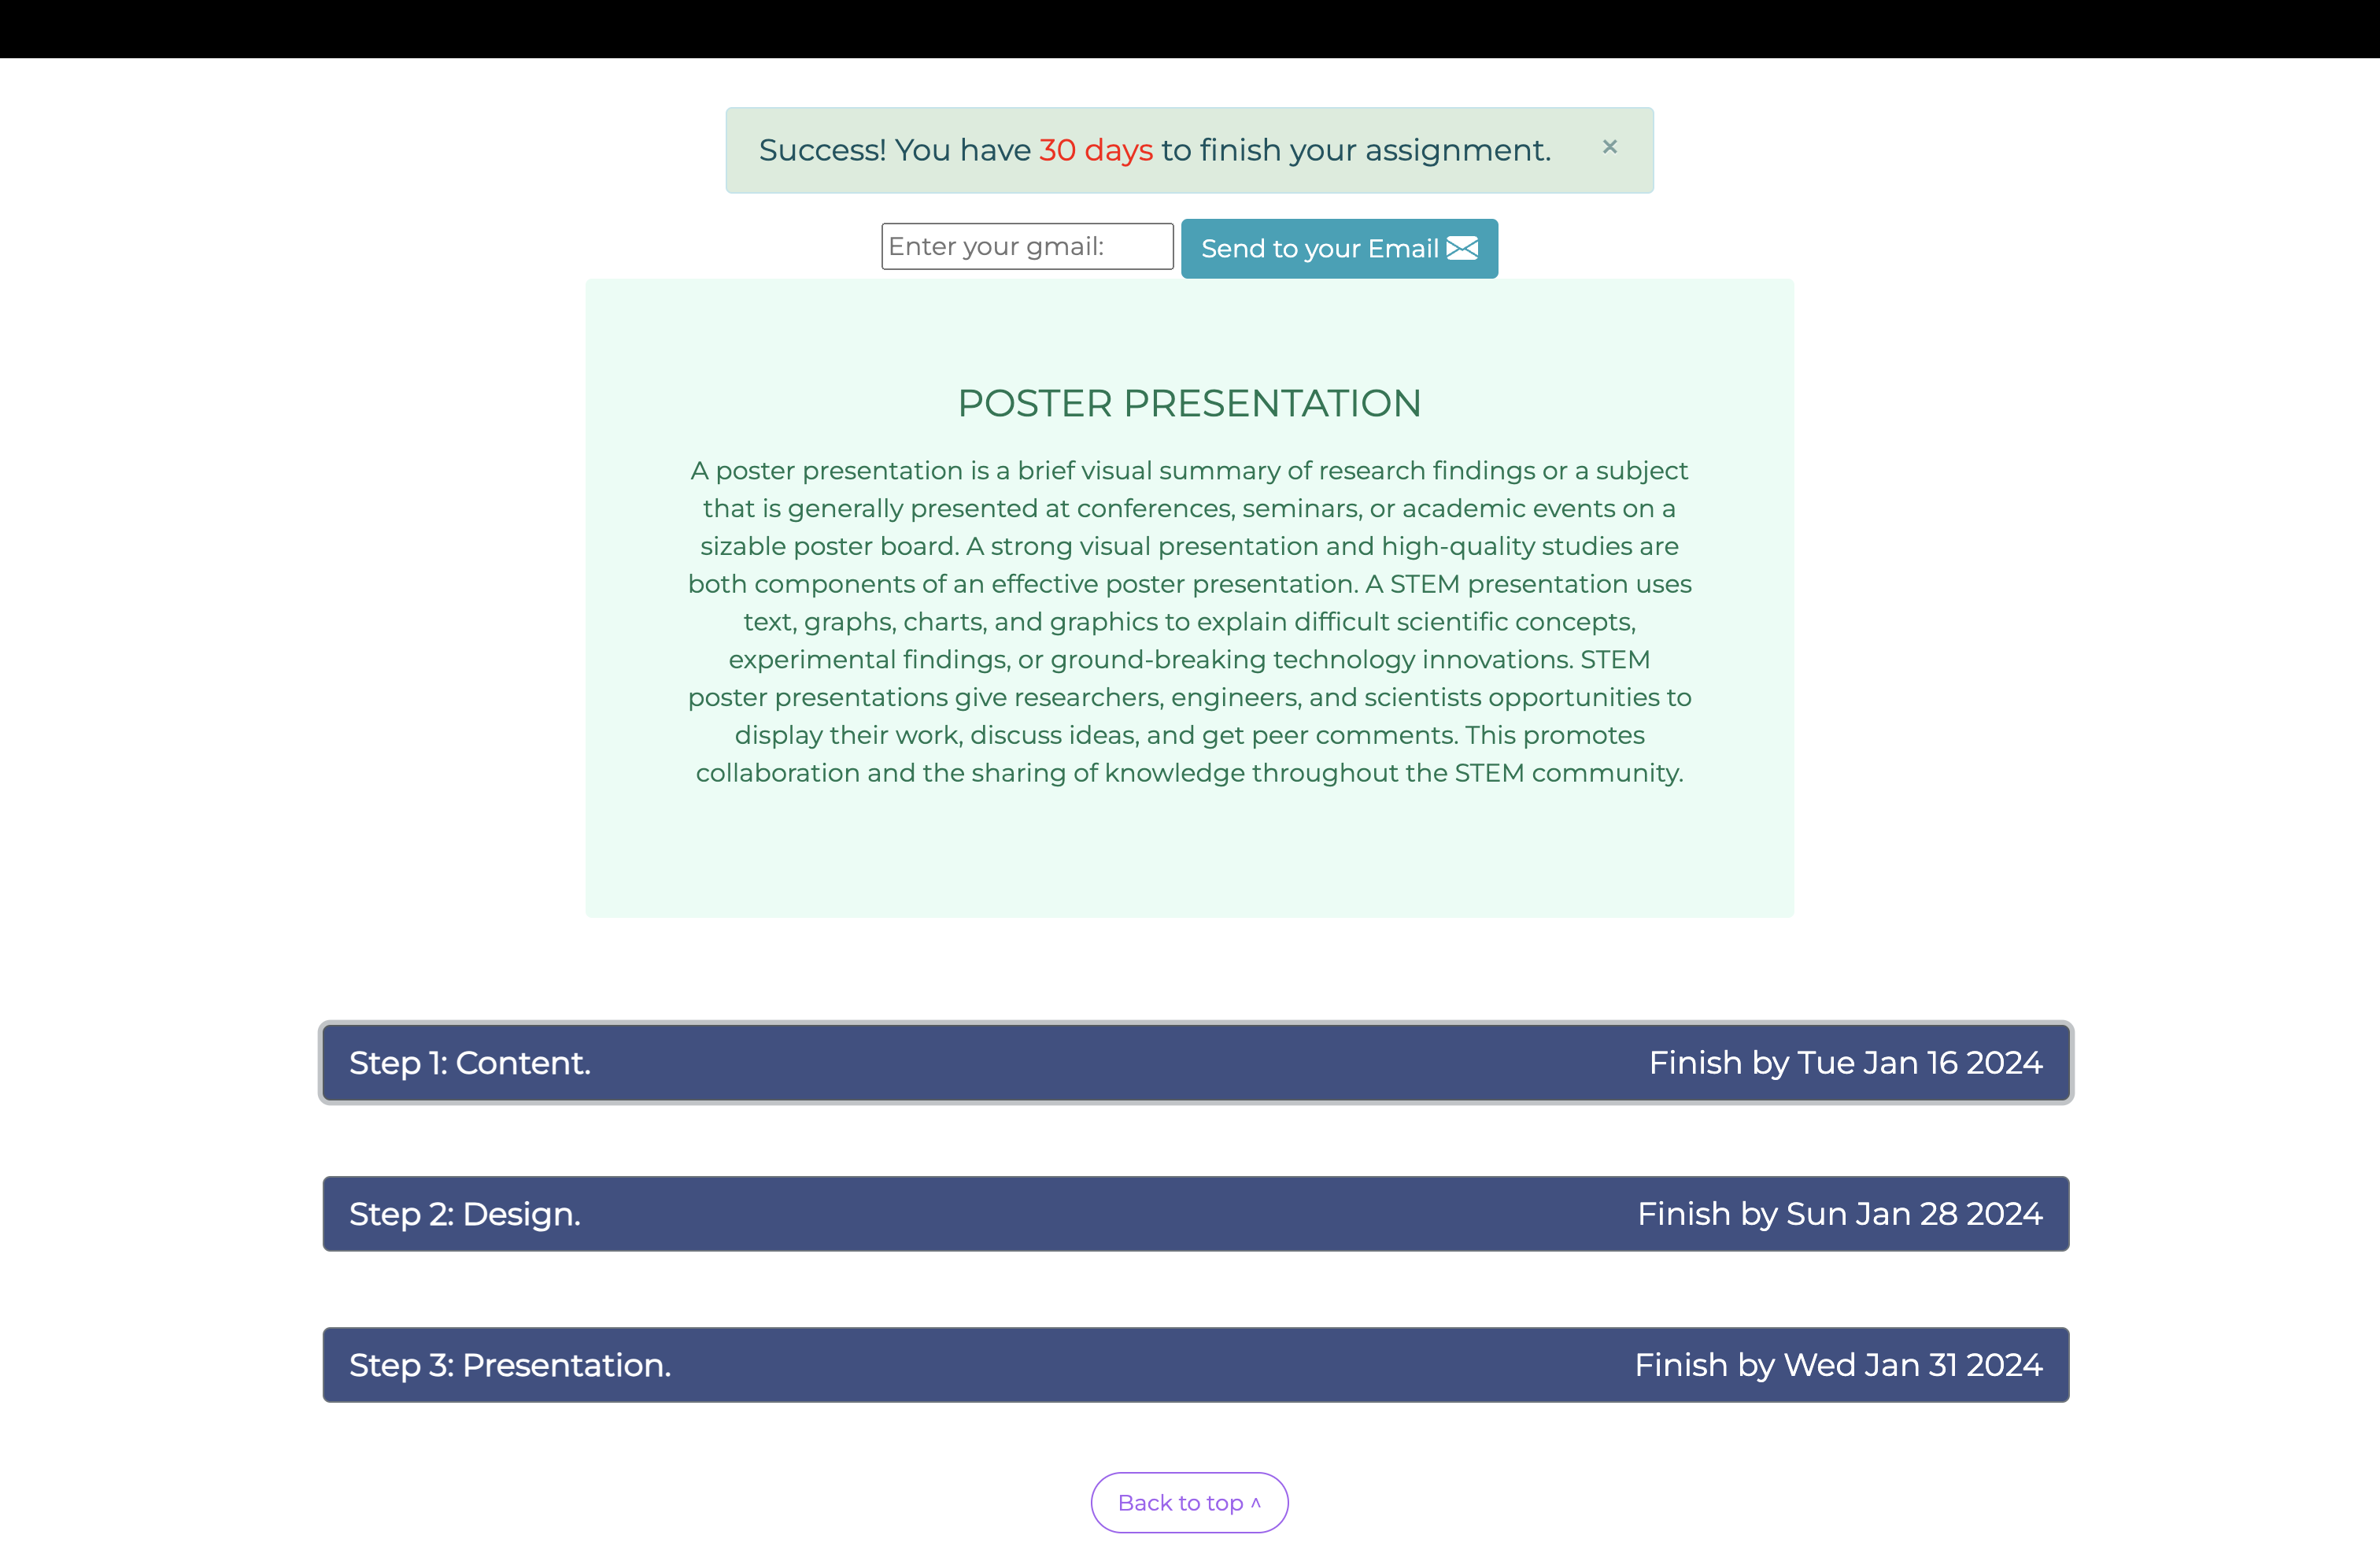 Success! You have 30 days to finish your assignment. ×
Enter your gmail: Send to your Email
POSTER PRESENTATION
A poster presentation is a brief visual summary of research findings or a subject
that is generally presented at conferences, seminars, or academic events on a
sizable poster board. A strong visual presentation and high-quality studies are
both components of an effective poster presentation. A STEM presentation uses
text, graphs, charts, and graphics to explain difficult scientific concepts,
experimental findings, or ground-breaking technology innovations. STEM
poster presentations give researchers, engineers, and scientists opportunities to
display their work, discuss ideas, and get peer comments. This promotes
collaboration and the sharing of knowledge throughout the STEM community.
Step 1: Content. Finish by Tue Jan 16 2024
Step 2: Design. Finish by Sun Jan 28 2024
Step 3: Presentation. Finish by Wed Jan 31 2024
Back to top ^